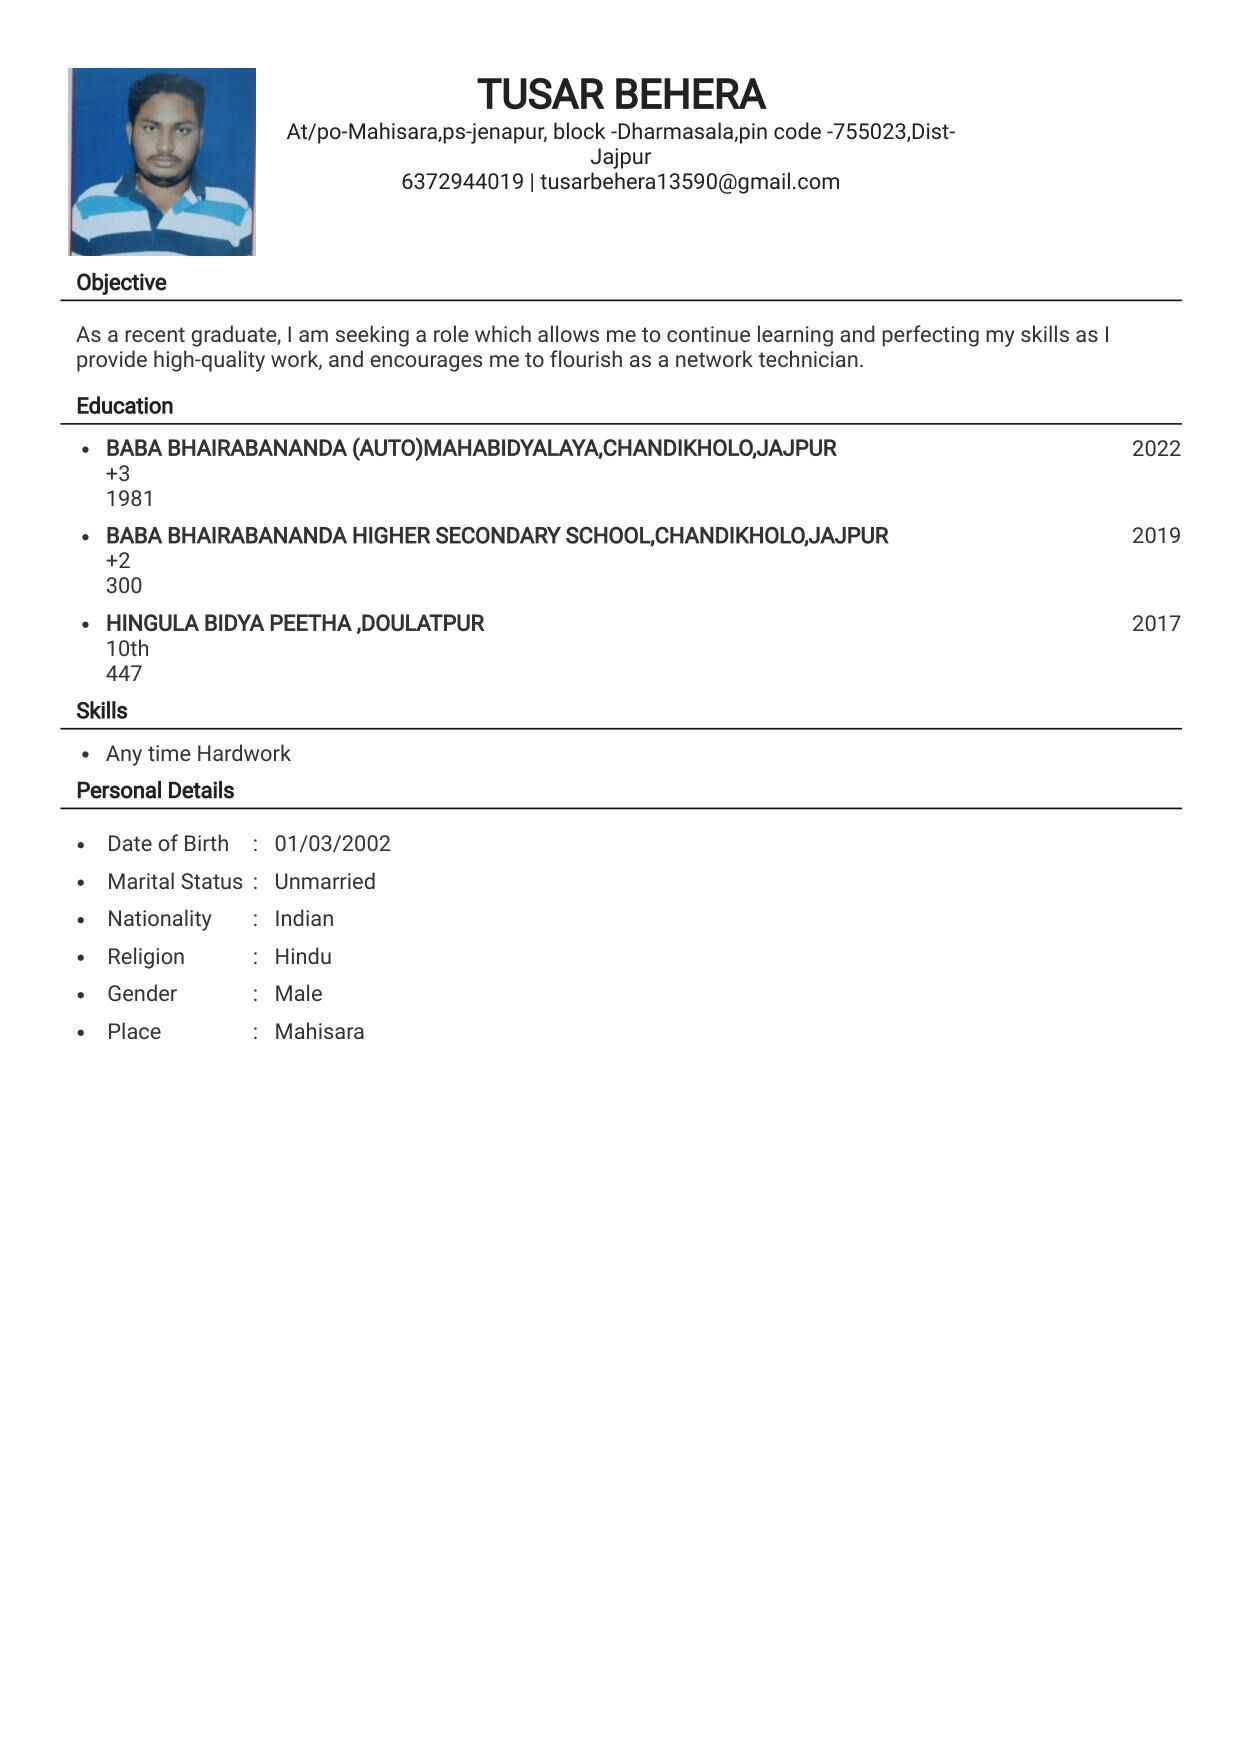 TUSAR BEHERA
At/po-Mahisara,ps-jenapur, block -Dharmasala,pin code -755023,Dist-
Jajpur
6372944019 | tusarbehera13590@gmail.com
Objective
As a recent graduate, I am seeking a role which allows me to continue learning and perfecting my skills as I
provide high-quality work, and encourages me to flourish as a network technician.
Education
• BABA BHAIRABANANDA (AUTO)MAHABIDYALAYA,CHANDIKHOLO,JAJPUR 2022
+3
1981
• BABA BHAIRABANANDA HIGHER SECONDARY SCHOOL,CHANDIKHOLO,JAJPUR 2019
+2
300
• HINGULA BIDYA PEETHA ,DOULATPUR 2017
10th
447
Skills
• Any time Hardwork
Personal Details
• Date of Birth : 01/03/2002
• Marital Status : Unmarried
• Nationality : Indian
• Religion : Hindu
• Gender : Male
• Place : Mahisara